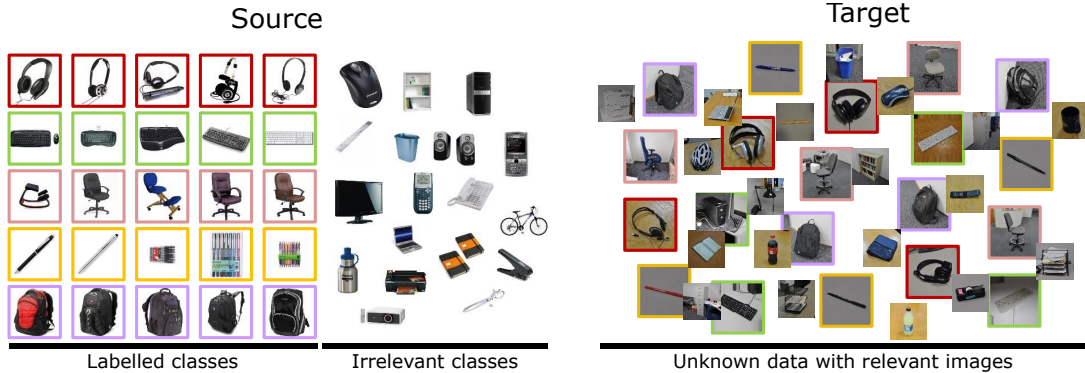 Source
Target
Labelled classes
Irrelevant classes
Unknown data with relevant images